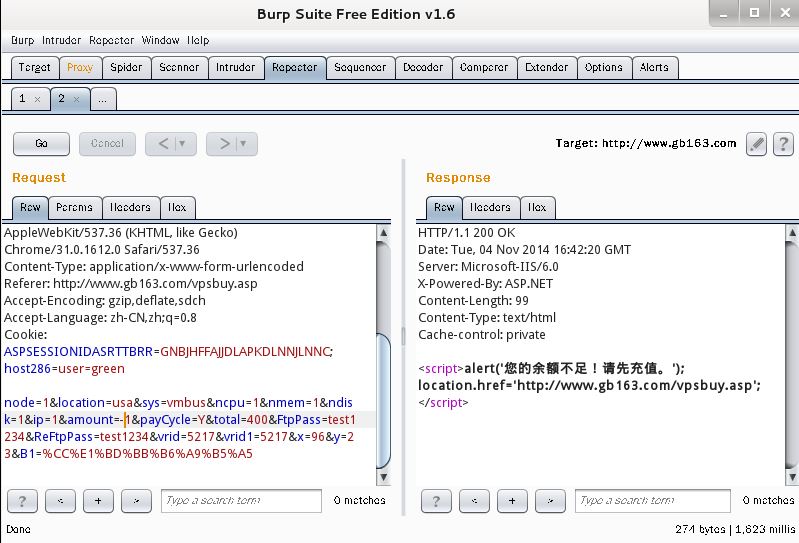 Burp Suite Free Edition v1.6
Burp Intruder Repeater Window Help
Target Proxy Spider Scanner Intruder Repeater Sequencer Decoder Comparer Extender Options Alerts
1 × 2 × ...
Go Cancel < > Target: http://www.gb163.com ?
Request
Raw Params Headers Hex
AppleWebKit/537.36 (KHTML, like Gecko)
Chrome/31.0.1612.0 Safari/537.36
Content-Type: application/x-www-form-urlencoded
Referer: http://www.gb163.com/vpsbuy.asp
Accept-Encoding: gzip,deflate,sdch
Accept-Language: zh-CN,zh;q=0.8
Cookie:
ASPSESSIONIDASRTTBRR=GNBJHFFAJJDLAPKDLNNJLNNC;
host286=user=green
node=1&location=usa&sys=vmbus&ncpu=1&nmem=1&ndis
k=1&ip=1&amount=-1&payCycle=Y&total=400&FtpPass=test1
234&ReFtpPass=test1234&vrid=5217&vrid1=5217&x=96&y=2
3&B1=%CC%E1%BD%BB%B6%A9%B5%A5
? < + > Type a search term 0 matches
Response
Raw Headers Hex
HTTP/1.1 200 OK
Date: Tue, 04 Nov 2014 16:42:20 GMT
Server: Microsoft-IIS/6.0
X-Powered-By: ASP.NET
Content-Length: 99
Content-Type: text/html
Cache-control: private
<script>alert('您的余额不足！请先充值。');
location.href='http://www.gb163.com/vpsbuy.asp';
</script>
? < + > Type a search term 0 matches
Done
274 bytes | 1,623 millis